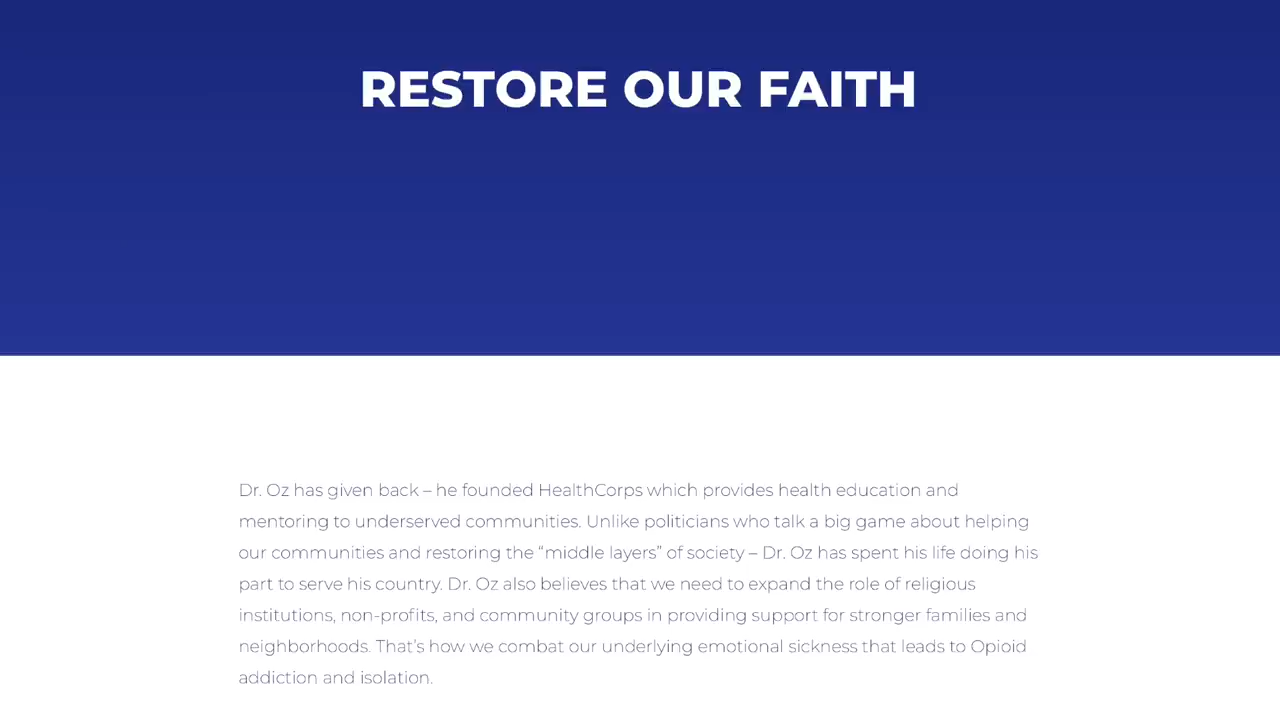 RESTORE OUR FAITH
Dr. Oz has given back – he founded HealthCorps which provides health education and
mentoring to underserved communities. Unlike politicians who talk a big game about helping
our communities and restoring the “middle layers” of society – Dr. Oz has spent his life doing his
part to serve his country. Dr. Oz also believes that we need to expand the role of religious
institutions, non-profits, and community groups in providing support for stronger families and
neighborhoods. That’s how we combat our underlying emotional sickness that leads to Opioid
addiction and isolation.